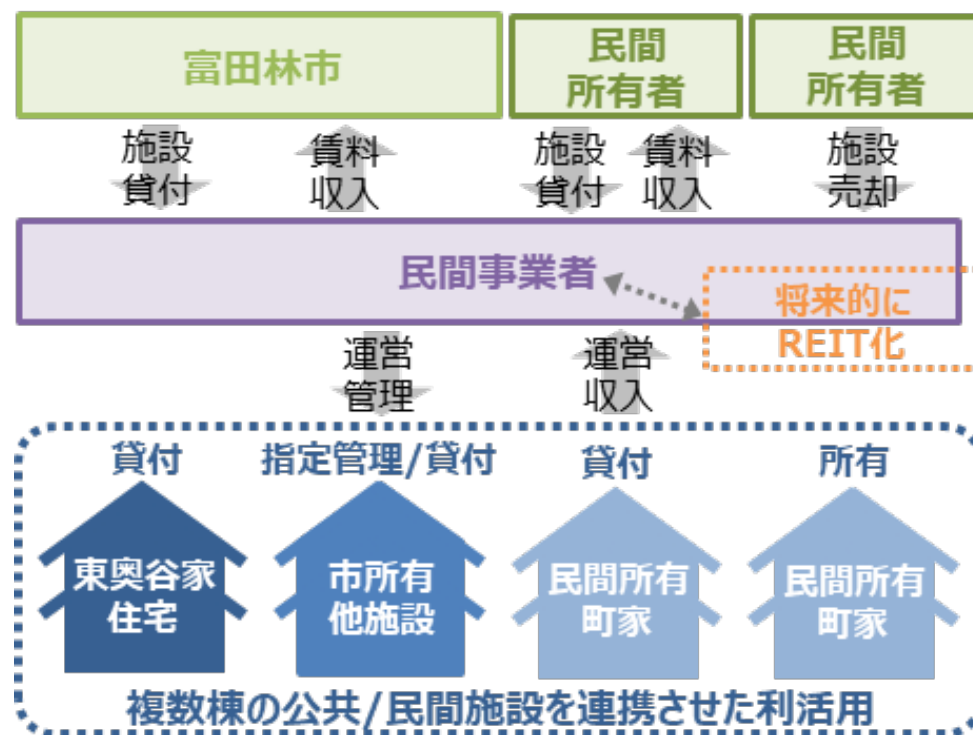 富田林市
民間
所有者
民間
所有者
施設
貸付
賃料
収入
施設
貸付
賃料
収入
施設
売却
民間事業者
将来的に
REIT化
運営
管理
運営
収入
貸付
指定管理/貸付
貸付
所有
東奥谷家
住宅
市所有
他施設
民間所有
町家
民間所有
町家
複数棟の公共/民間施設を連携させた利活用